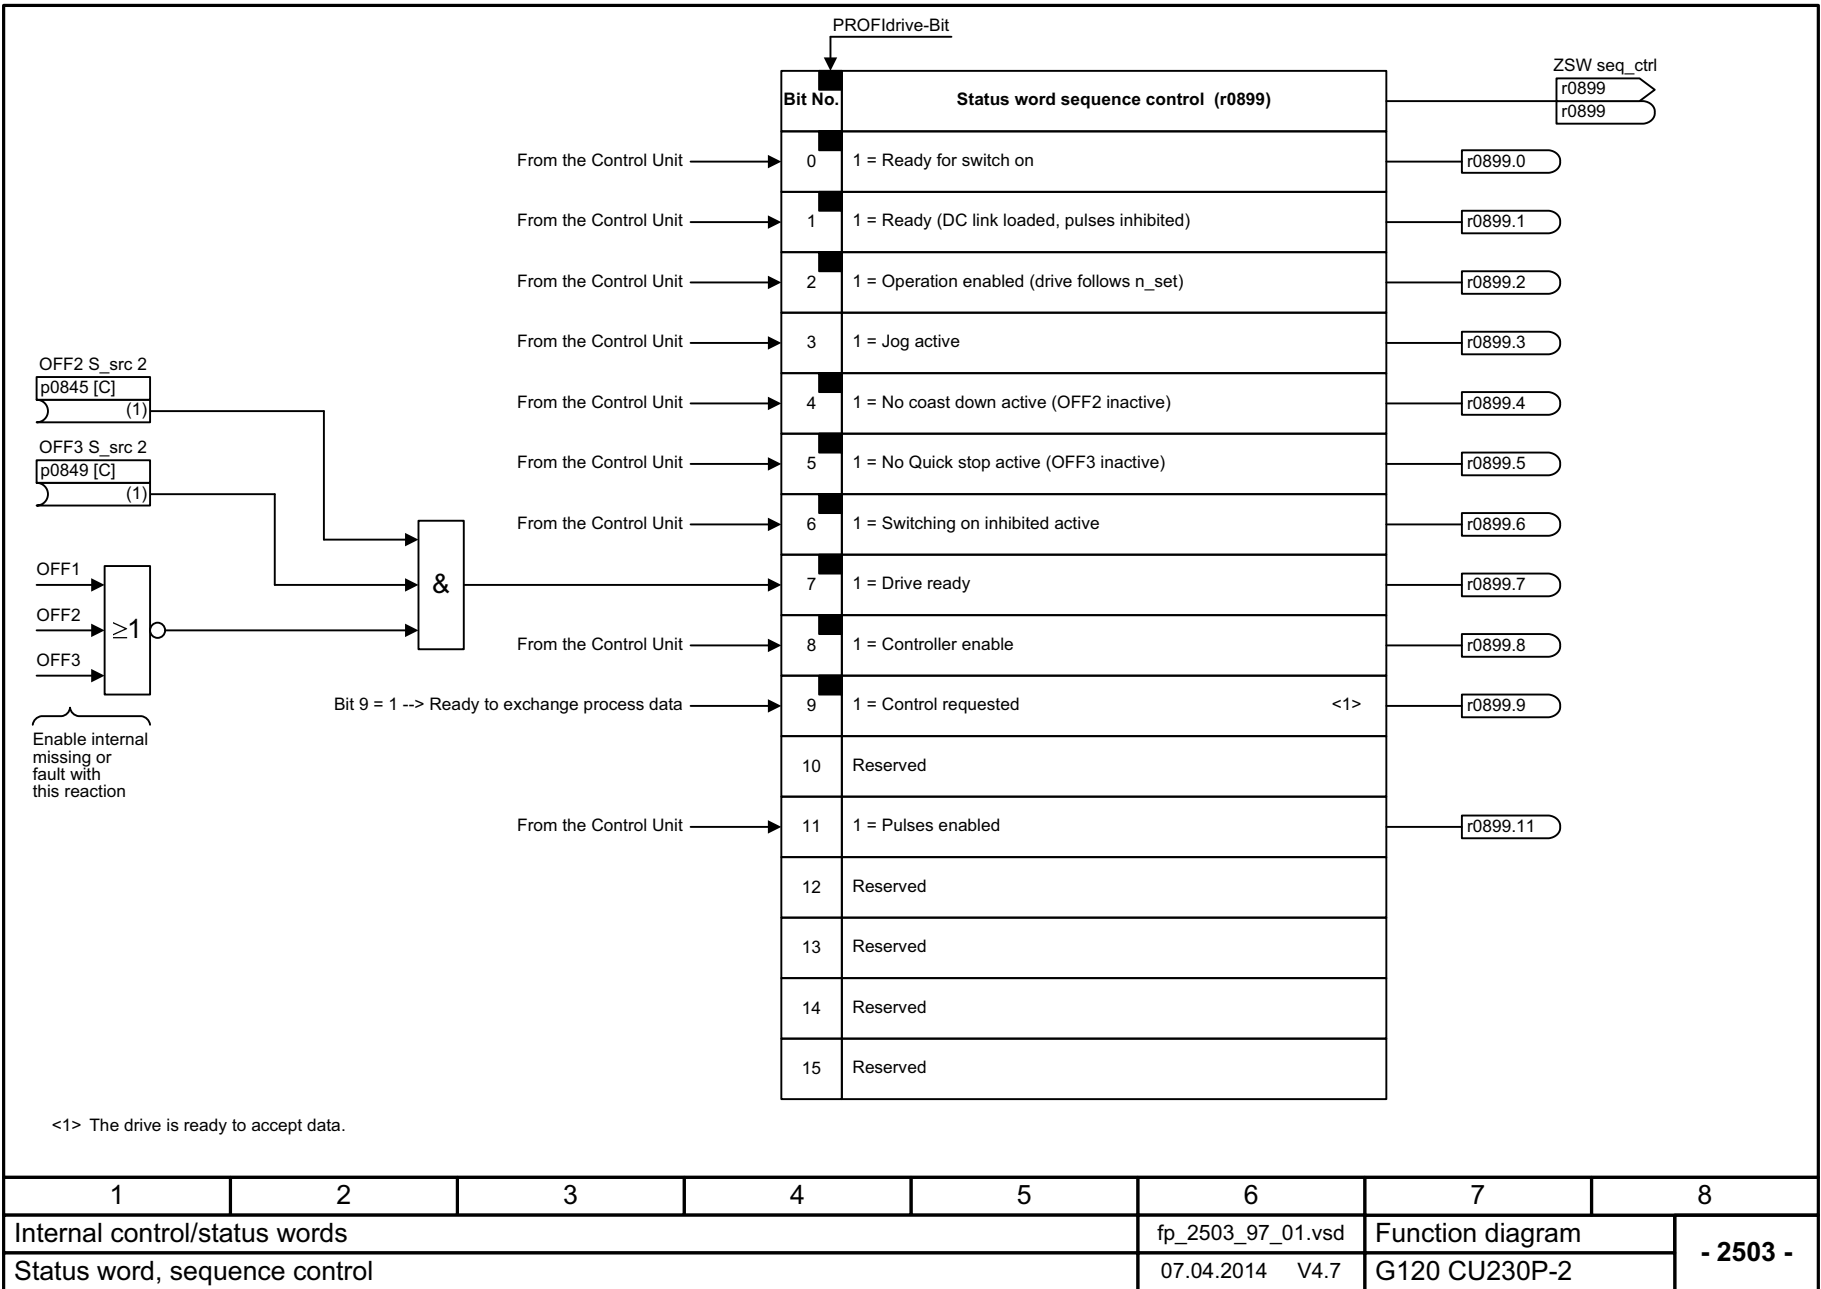 PROFIdrive-Bit
ZSW seq_ctrl
r0899
r0899
Bit No.
Status word sequence control (r0899)
From the Control Unit
0
1 = Ready for switch on
r0899.0
From the Control Unit
1
1 = Ready (DC link loaded, pulses inhibited)
r0899.1
From the Control Unit
2
1 = Operation enabled (drive follows n_set)
r0899.2
From the Control Unit
3
1 = Jog active
r0899.3
OFF2 S_src 2
p0845 [C]
(1)
From the Control Unit
4
1 = No coast down active (OFF2 inactive)
r0899.4
OFF3 S_src 2
p0849 [C]
(1)
From the Control Unit
5
1 = No Quick stop active (OFF3 inactive)
r0899.5
From the Control Unit
6
1 = Switching on inhibited active
r0899.6
OFF1
OFF2
OFF3
≥1
&
7
1 = Drive ready
r0899.7
From the Control Unit
8
1 = Controller enable
r0899.8
Enable internal
missing or
fault with
this reaction
Bit 9 = 1 --> Ready to exchange process data
9
1 = Control requested <1>
r0899.9
10
Reserved
From the Control Unit
11
1 = Pulses enabled
r0899.11
12
Reserved
13
Reserved
14
Reserved
15
Reserved
<1> The drive is ready to accept data.
1 2 3 4 5 6 7 8
Internal control/status words
fp_2503_97_01.vsd
Function diagram
- 2503 -
Status word, sequence control
07.04.2014 V4.7
G120 CU230P-2